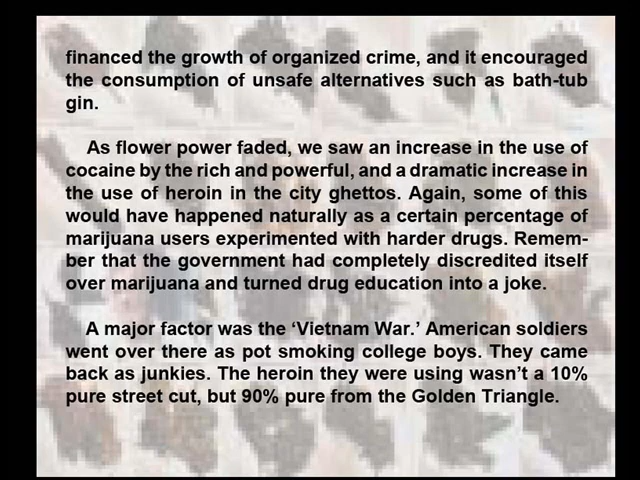 financed the growth of organized crime, and it encouraged
the consumption of unsafe alternatives such as bath-tub
gin.
As flower power faded, we saw an increase in the use of
cocaine by the rich and powerful, and a dramatic increase in
the use of heroin in the city ghettos. Again, some of this
would have happened naturally as a certain percentage of
marijuana users experimented with harder drugs. Remem-
ber that the government had completely discredited itself
over marijuana and turned drug education into a joke.
A major factor was the ‘Vietnam War.’ American soldiers
went over there as pot smoking college boys. They came
back as junkies. The heroin they were using wasn’t a 10%
pure street cut, but 90% pure from the Golden Triangle.